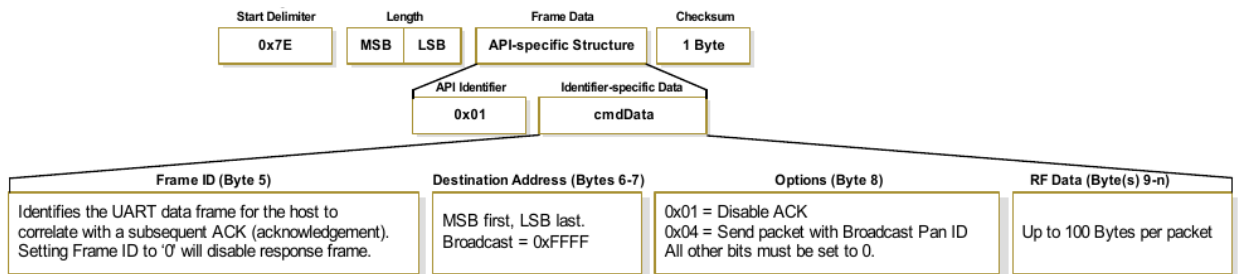 Start Delimiter Length Frame Data Checksum
0x7E MSB LSB API-specific Structure 1 Byte
API Identifier Identifier-specific Data
0x01 cmdData
Frame ID (Byte 5)
Identifies the UART data frame for the host to
correlate with a subsequent ACK (acknowledgement).
Setting Frame ID to ‘0’ will disable response frame.
Destination Address (Bytes 6-7)
MSB first, LSB last.
Broadcast = 0xFFFF
Options (Byte 8)
0x01 = Disable ACK
0x04 = Send packet with Broadcast Pan ID
All other bits must be set to 0.
RF Data (Byte(s) 9-n)
Up to 100 Bytes per packet